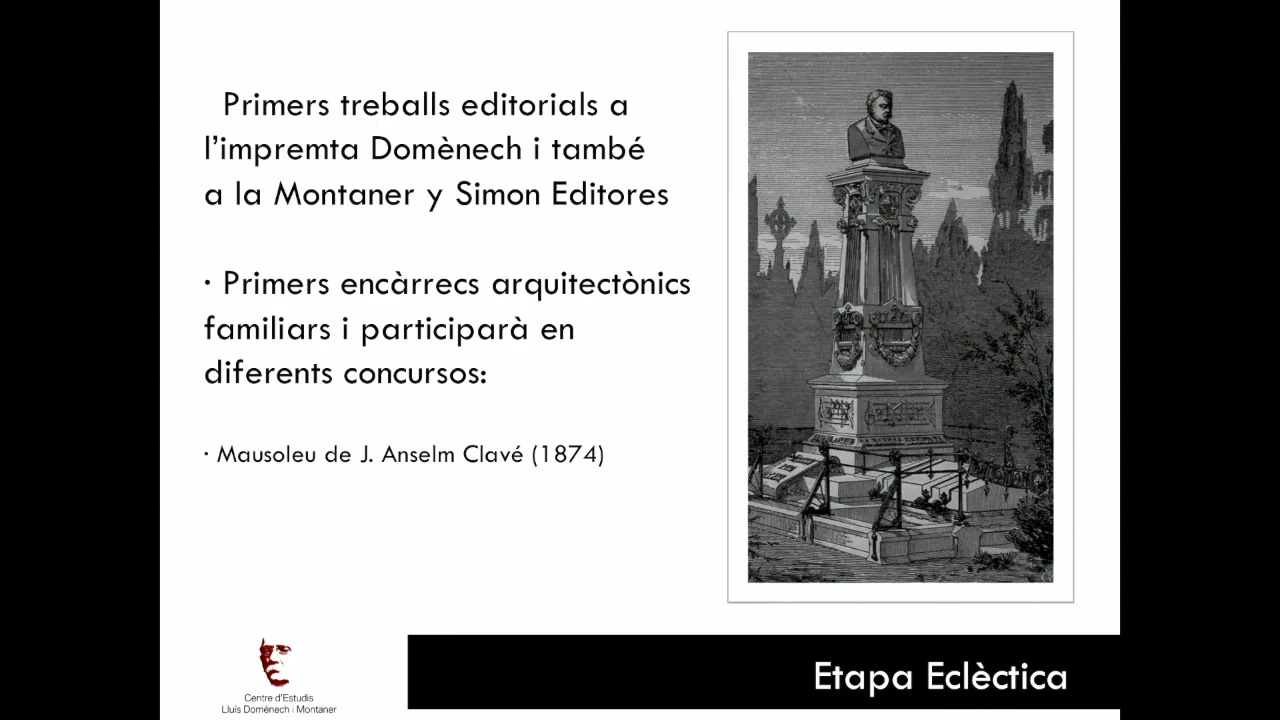 Primers treballs editorials a
l'impremta Domènech i també
a la Montaner y Simon Editores
· Primers encàrrecs arquitectònics
familiars i participarà en
diferents concursos:
· Mausoleu de J. Anselm Clavé (1874)
Centre d'Estudis
Lluís Domènech i Montaner
Etapa Eclèctica